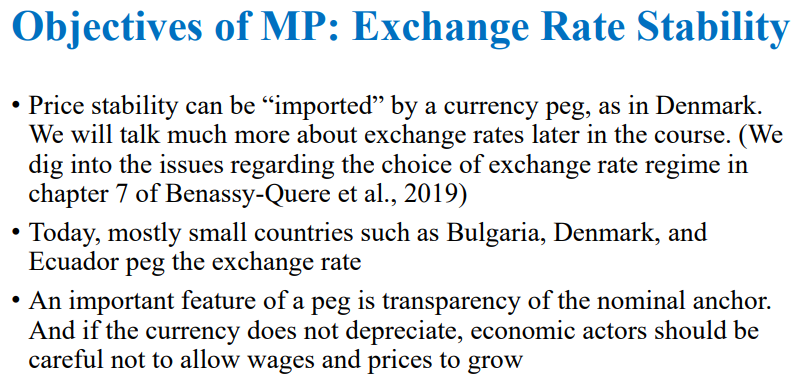 Objectives of MP: Exchange Rate Stability
• Price stability can be “imported” by a currency peg, as in Denmark.
We will talk much more about exchange rates later in the course. (We
dig into the issues regarding the choice of exchange rate regime in
chapter 7 of Benassy-Quere et al., 2019)
• Today, mostly small countries such as Bulgaria, Denmark, and
Ecuador peg the exchange rate
• An important feature of a peg is transparency of the nominal anchor.
And if the currency does not depreciate, economic actors should be
careful not to allow wages and prices to grow